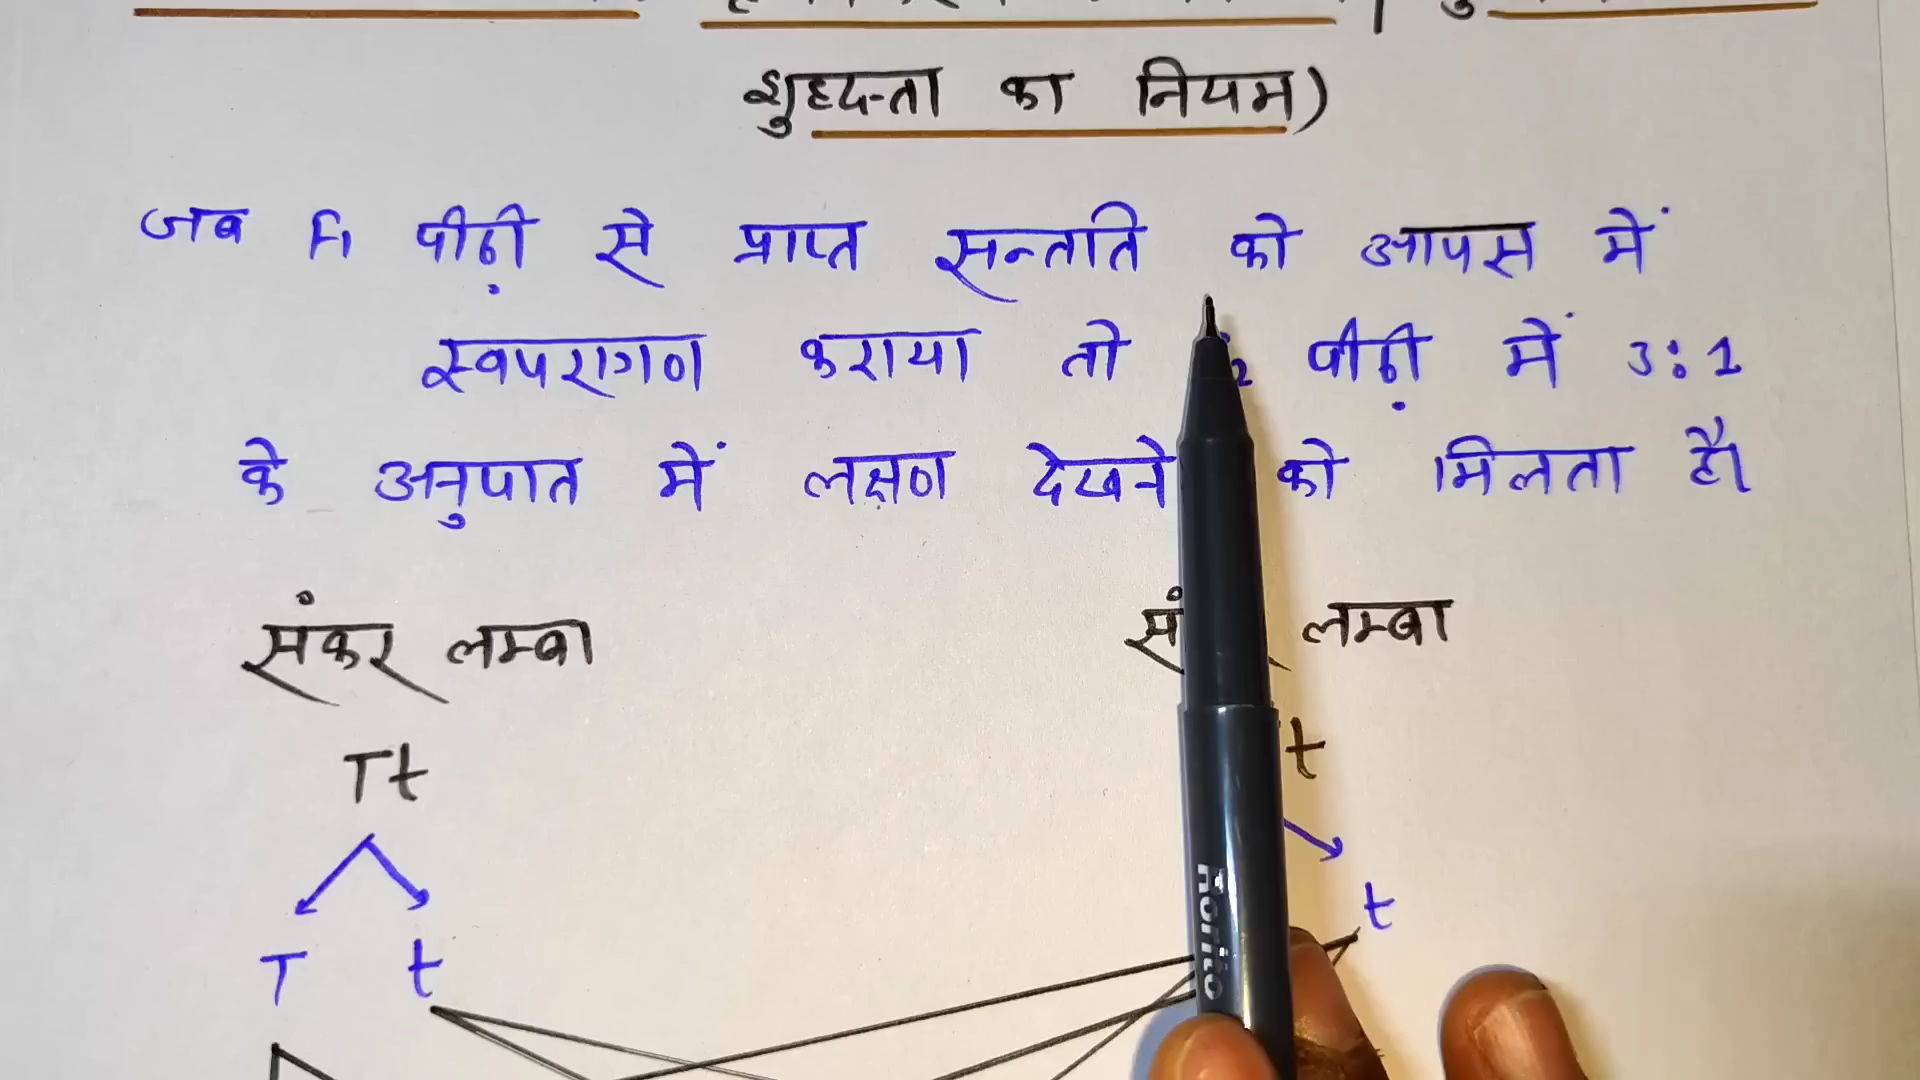 शुद्धता का नियम)
जब F1 पीढ़ी से प्राप्त सन्तति को आपस में
स्वपरागण कराया तो पीढ़ी में 3:1
के अनुपात में लक्षण देखने को मिलता है।
संकर लम्बा लम्बा
Tt t
t
T t
Rorito